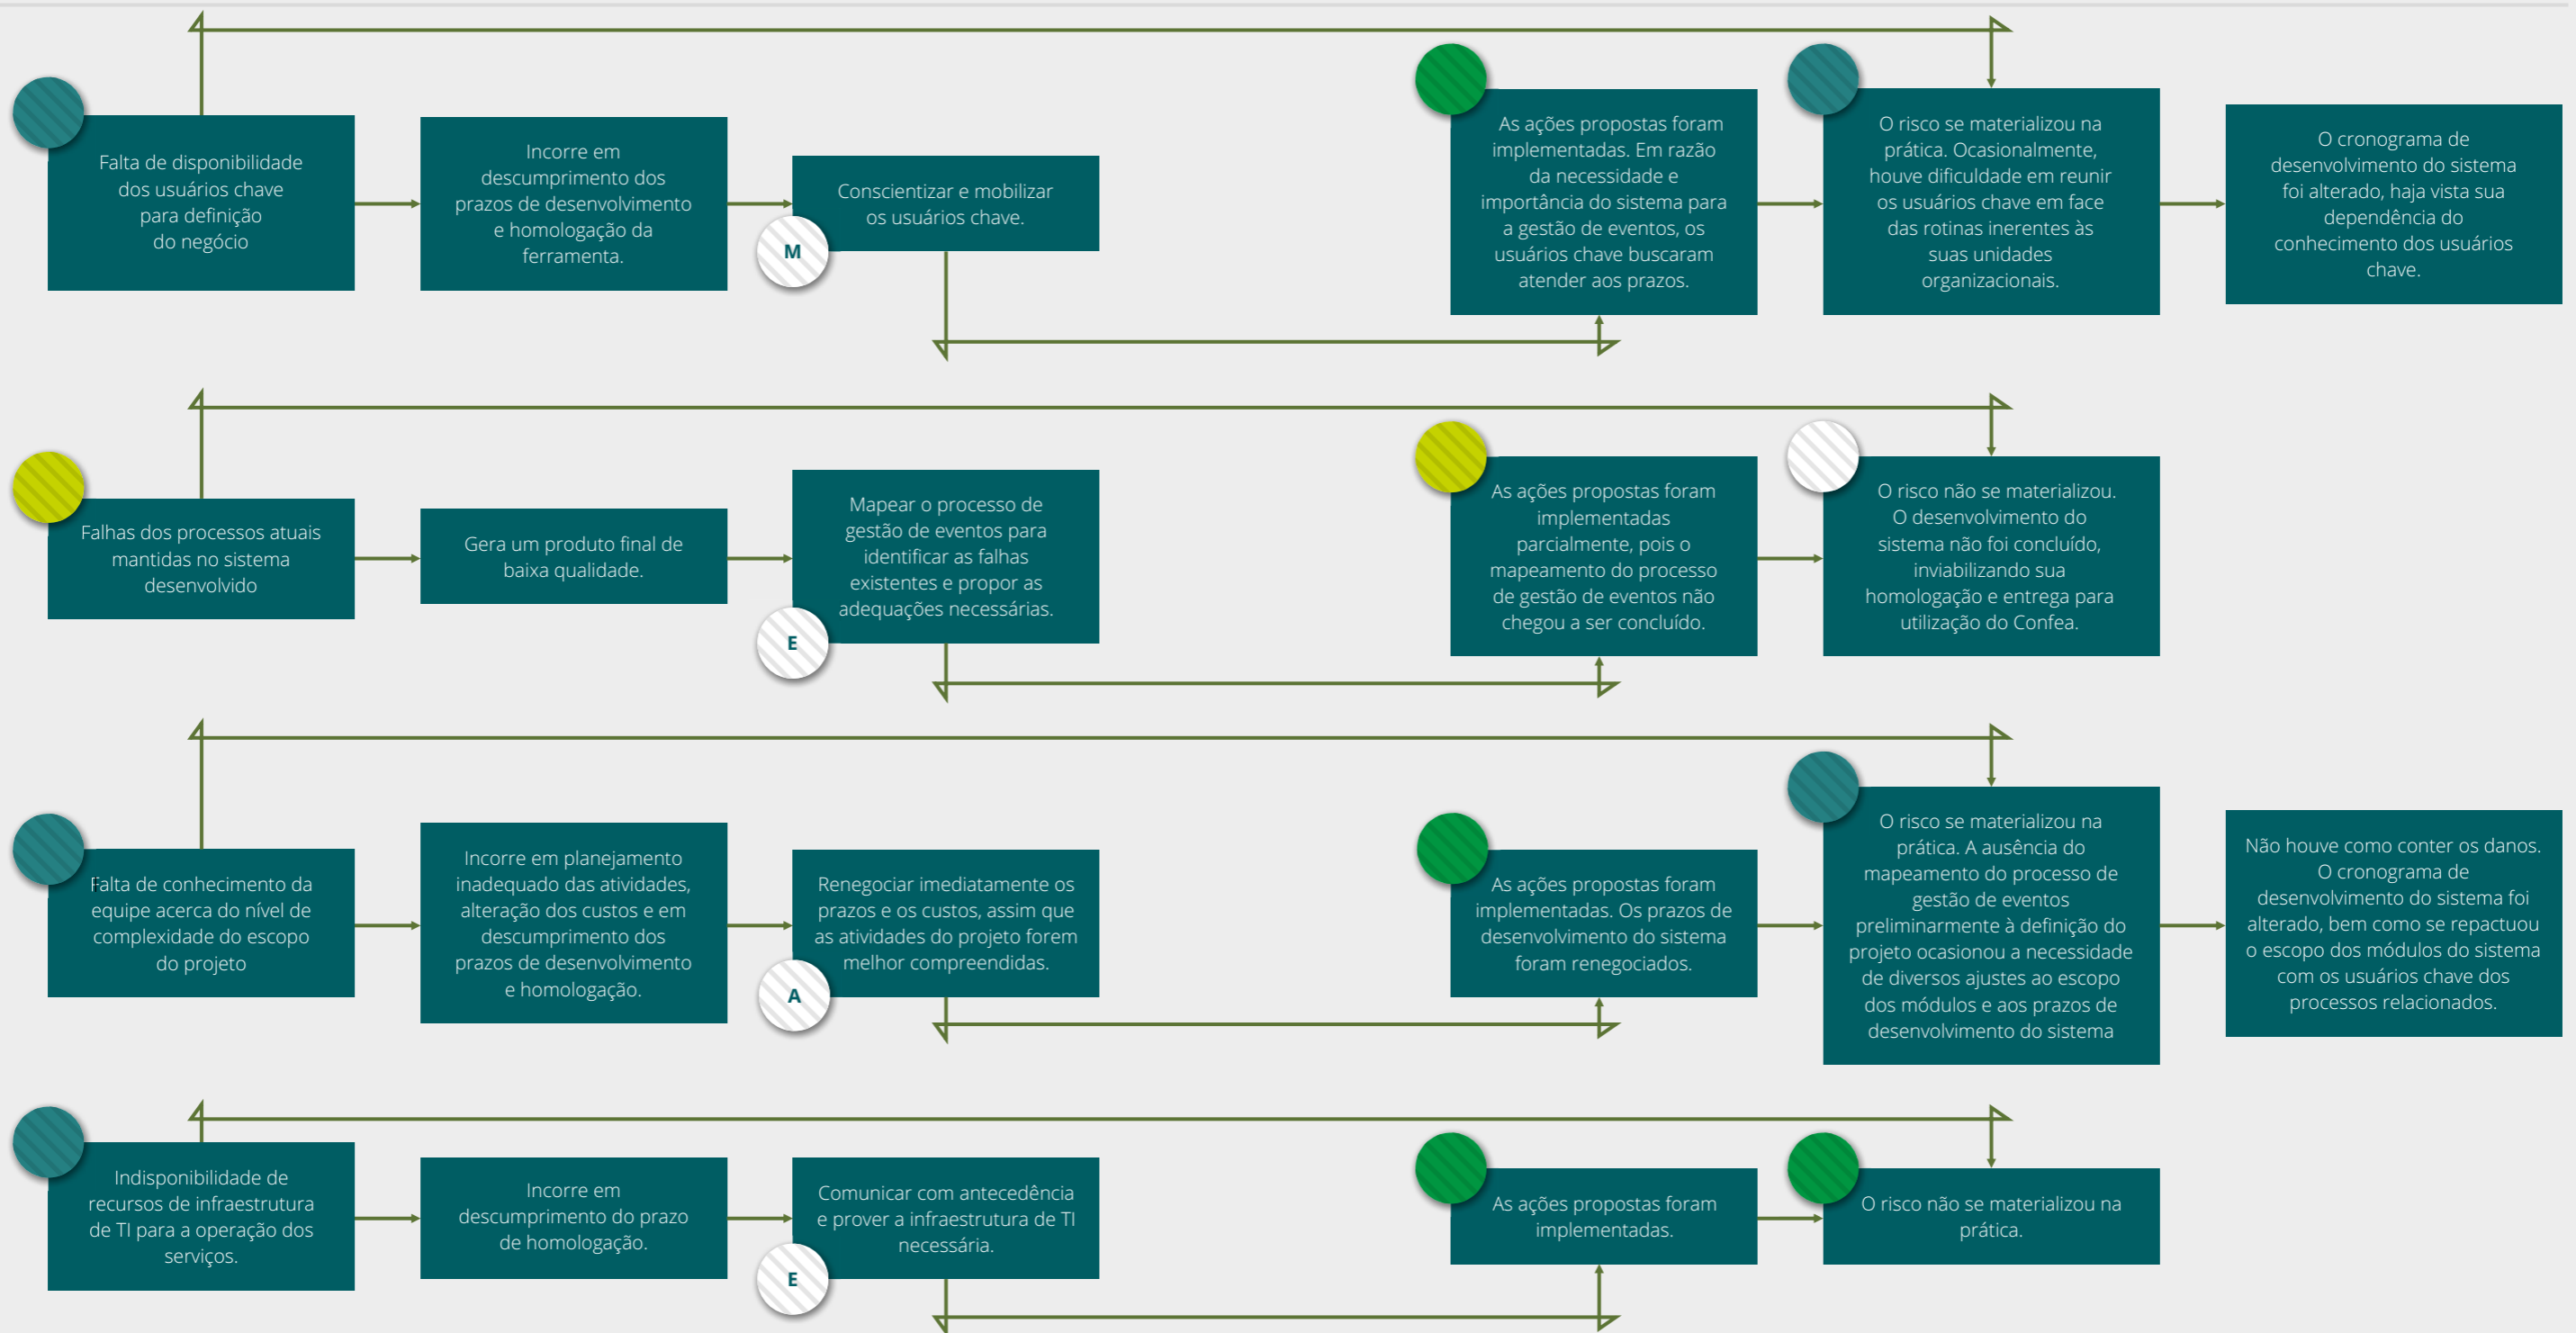 Falta de disponibilidade
dos usuários chave
para definição
do negócio
Incorre em
descumprimento dos
prazos de desenvolvimento
e homologação da
ferramenta.
Conscientizar e mobilizar
os usuários chave.
M
As ações propostas foram
implementadas. Em razão
da necessidade e
importância do sistema para
a gestão de eventos, os
usuários chave buscaram
atender aos prazos.
O risco se materializou na
prática. Ocasionalmente,
houve dificuldade em reunir
os usuários chave em face
das rotinas inerentes às
suas unidades
organizacionais.
O cronograma de
desenvolvimento do sistema
foi alterado, haja vista sua
dependência do
conhecimento dos usuários
chave.
Falhas dos processos atuais
mantidas no sistema
desenvolvido
Gera um produto final de
baixa qualidade.
Mapear o processo de
gestão de eventos para
identificar as falhas
existentes e propor as
adequações necessárias.
E
As ações propostas foram
implementadas
parcialmente, pois o
mapeamento do processo
de gestão de eventos não
chegou a ser concluído.
O risco não se materializou.
O desenvolvimento do
sistema não foi concluído,
inviabilizando sua
homologação e entrega para
utilização do Confea.
Falta de conhecimento da
equipe acerca do nível de
complexidade do escopo
do projeto
Incorre em planejamento
inadequado das atividades,
alteração dos custos e em
descumprimento dos
prazos de desenvolvimento
e homologação.
Renegociar imediatamente os
prazos e os custos, assim que
as atividades do projeto forem
melhor compreendidas.
A
As ações propostas foram
implementadas. Os prazos de
desenvolvimento do sistema
foram renegociados.
O risco se materializou na
prática. A ausência do
mapeamento do processo de
gestão de eventos
preliminarmente à definição do
projeto ocasionou a necessidade
de diversos ajustes ao escopo
dos módulos e aos prazos de
desenvolvimento do sistema
Não houve como conter os danos.
O cronograma de
desenvolvimento do sistema foi
alterado, bem como se repactuou
o escopo dos módulos do sistema
com os usuários chave dos
processos relacionados.
Indisponibilidade de
recursos de infraestrutura
de TI para a operação dos
serviços.
Incorre em
descumprimento do prazo
de homologação.
Comunicar com antecedência
e prover a infraestrutura de TI
necessária.
E
As ações propostas foram
implementadas.
O risco não se materializou na
prática.